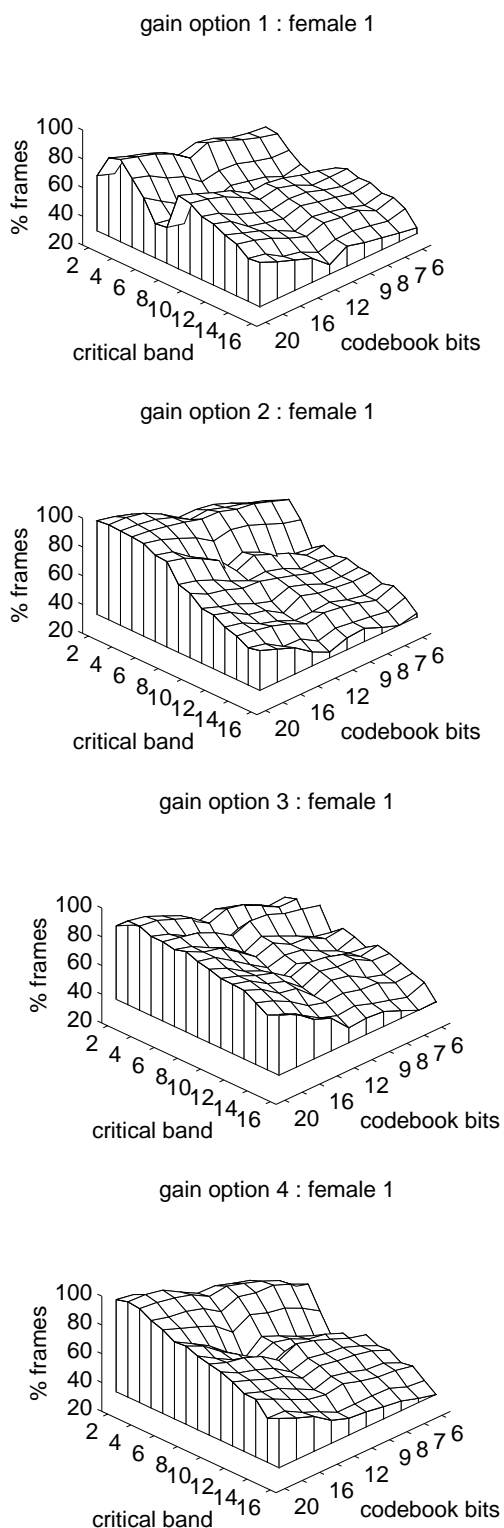 gain option 1 : female 1
100
80
60
40
20
% frames
2 4 6 8 10 12 14 16
critical band
20 16 12 9 8 7 6
codebook bits
gain option 2 : female 1
100
80
60
40
20
% frames
2 4 6 8 10 12 14 16
critical band
20 16 12 9 8 7 6
codebook bits
gain option 3 : female 1
100
80
60
40
20
% frames
2 4 6 8 10 12 14 16
critical band
20 16 12 9 8 7 6
codebook bits
gain option 4 : female 1
100
80
60
40
20
% frames
2 4 6 8 10 12 14 16
critical band
20 16 12 9 8 7 6
codebook bits